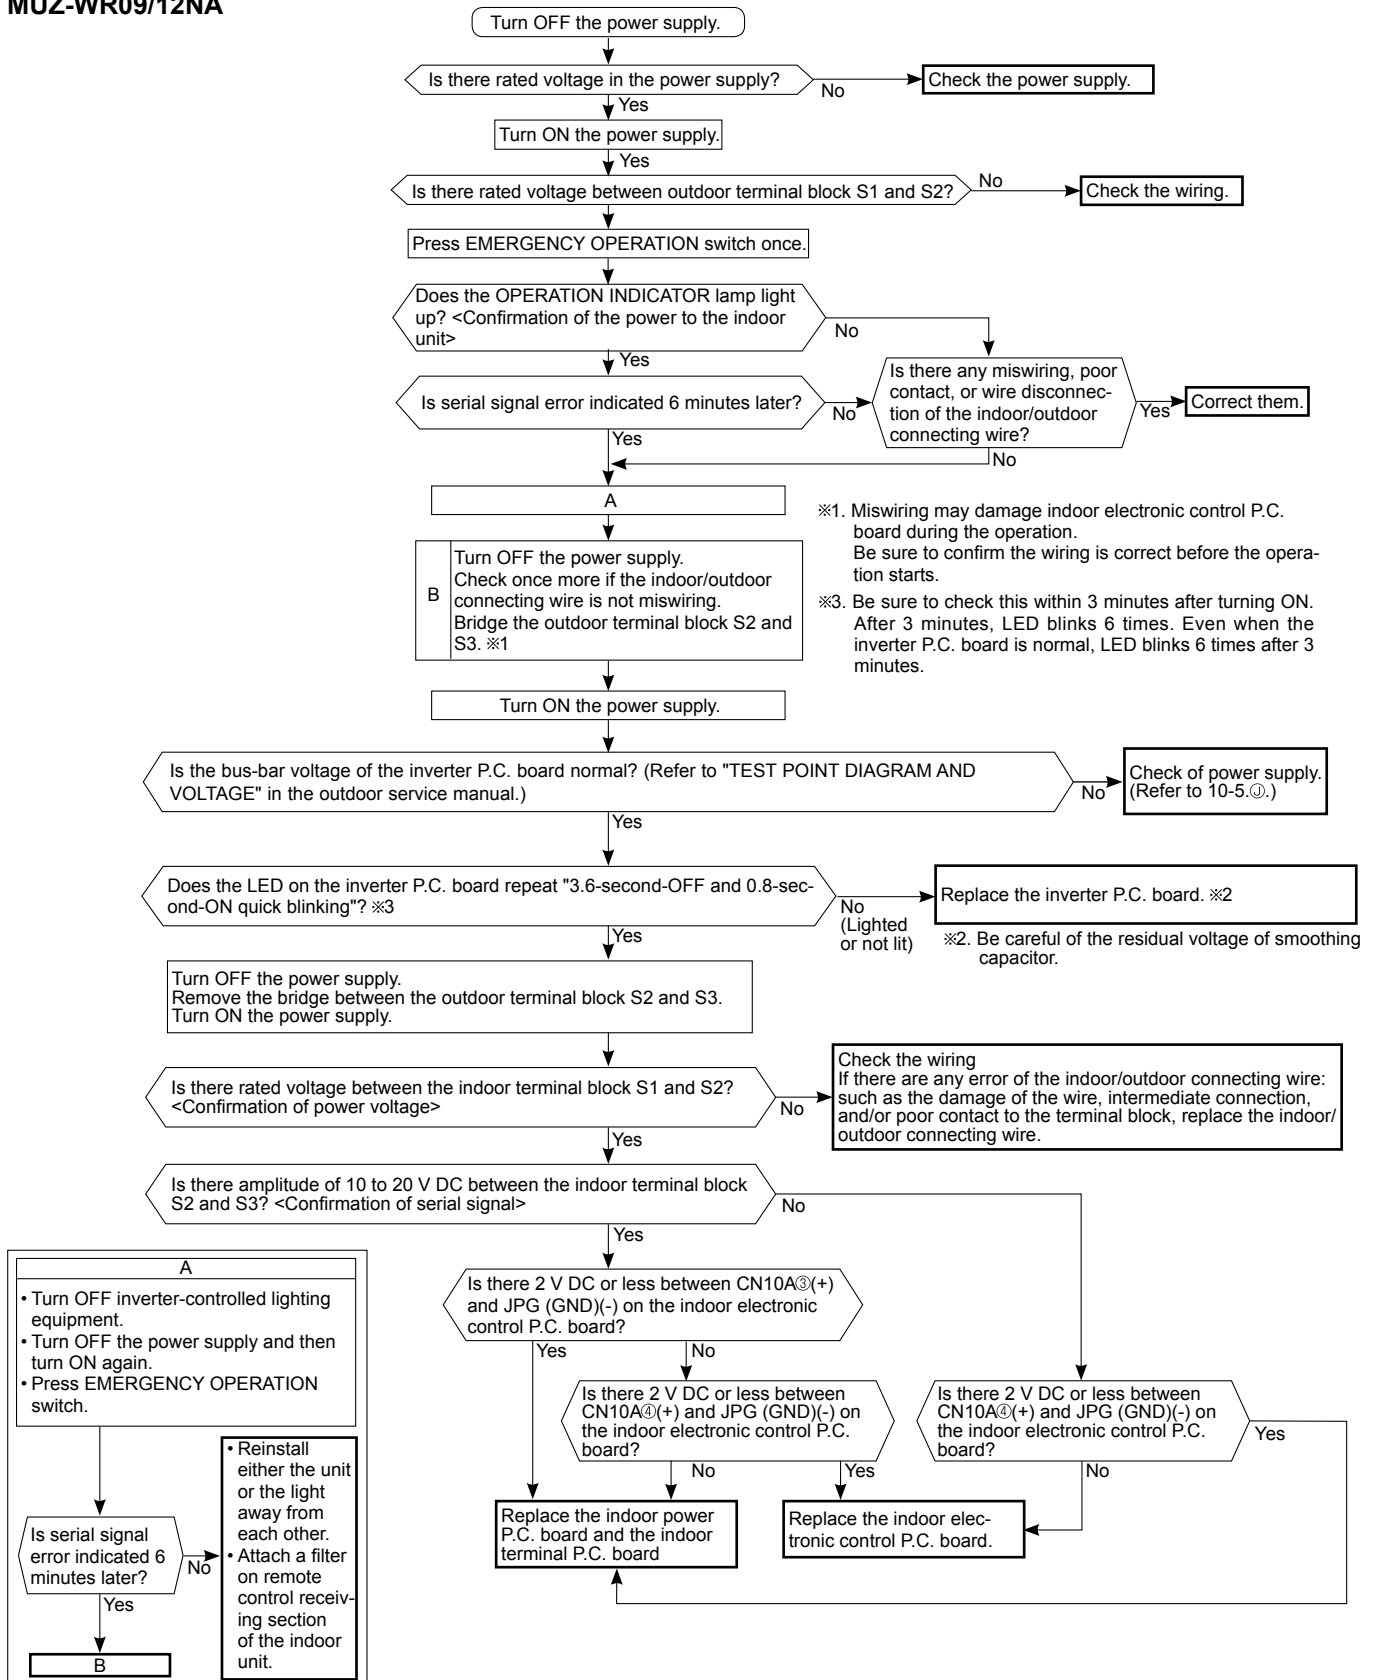 MUZ-WR09/12NA
Turn OFF the power supply.
Is there rated voltage in the power supply?
No
Check the power supply.
Yes
Turn ON the power supply.
Yes
Is there rated voltage between outdoor terminal block S1 and S2?
No
Check the wiring.
Yes
Press EMERGENCY OPERATION switch once.
Does the OPERATION INDICATOR lamp light
up? <Confirmation of the power to the indoor
unit>
No
Yes
Is serial signal error indicated 6 minutes later?
No
Is there any miswiring, poor
contact, or wire disconnec-
tion of the indoor/outdoor
connecting wire?
Yes
Correct them.
Yes
No
A
B
Turn OFF the power supply.
Check once more if the indoor/outdoor
connecting wire is not miswiring.
Bridge the outdoor terminal block S2 and
S3. ※1
※1. Miswiring may damage indoor electronic control P.C.
board during the operation.
Be sure to confirm the wiring is correct before the opera-
tion starts.
※3. Be sure to check this within 3 minutes after turning ON.
After 3 minutes, LED blinks 6 times. Even when the
inverter P.C. board is normal, LED blinks 6 times after 3
minutes.
Turn ON the power supply.
Is the bus-bar voltage of the inverter P.C. board normal? (Refer to "TEST POINT DIAGRAM AND
VOLTAGE" in the outdoor service manual.)
No
Check of power supply.
(Refer to 10-5.Ⓙ.)
Yes
Does the LED on the inverter P.C. board repeat "3.6-second-OFF and 0.8-sec-
ond-ON quick blinking"? ※3
No
(Lighted
or not lit)
Replace the inverter P.C. board. ※2
※2. Be careful of the residual voltage of smoothing
capacitor.
Yes
Turn OFF the power supply.
Remove the bridge between the outdoor terminal block S2 and S3.
Turn ON the power supply.
Is there rated voltage between the indoor terminal block S1 and S2?
<Confirmation of power voltage>
No
Check the wiring
If there are any error of the indoor/outdoor connecting wire:
such as the damage of the wire, intermediate connection,
and/or poor contact to the terminal block, replace the indoor/
outdoor connecting wire.
Yes
Is there amplitude of 10 to 20 V DC between the indoor terminal block
S2 and S3? <Confirmation of serial signal>
No
Yes
Is there 2 V DC or less between CN10A③(+)
and JPG (GND)(-) on the indoor electronic
control P.C. board?
Yes
No
Is there 2 V DC or less between
CN10A④(+) and JPG (GND)(-) on
the indoor electronic control P.C.
board?
No
Yes
Is there 2 V DC or less between
CN10A④(+) and JPG (GND)(-) on
the indoor electronic control P.C.
board?
Yes
No
Replace the indoor power
P.C. board and the indoor
terminal P.C. board
Replace the indoor elec-
tronic control P.C. board.
A
• Turn OFF inverter-controlled lighting
equipment.
• Turn OFF the power supply and then
turn ON again.
• Press EMERGENCY OPERATION
switch.
Is serial signal
error indicated 6
minutes later?
No
• Reinstall
either the unit
or the light
away from
each other.
• Attach a filter
on remote
control receiv-
ing section
of the indoor
unit.
Yes
B